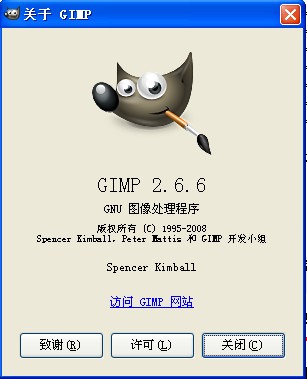 关于 GIMP
GIMP 2.6.6
GNU 图像处理程序
版权所有 (C) 1995-2008
Spencer Kimball, Peter Mattis 和 GIMP 开发小组
Spencer Kimball
访问 GIMP 网站
致谢(R)
许可(L)
关闭(C)